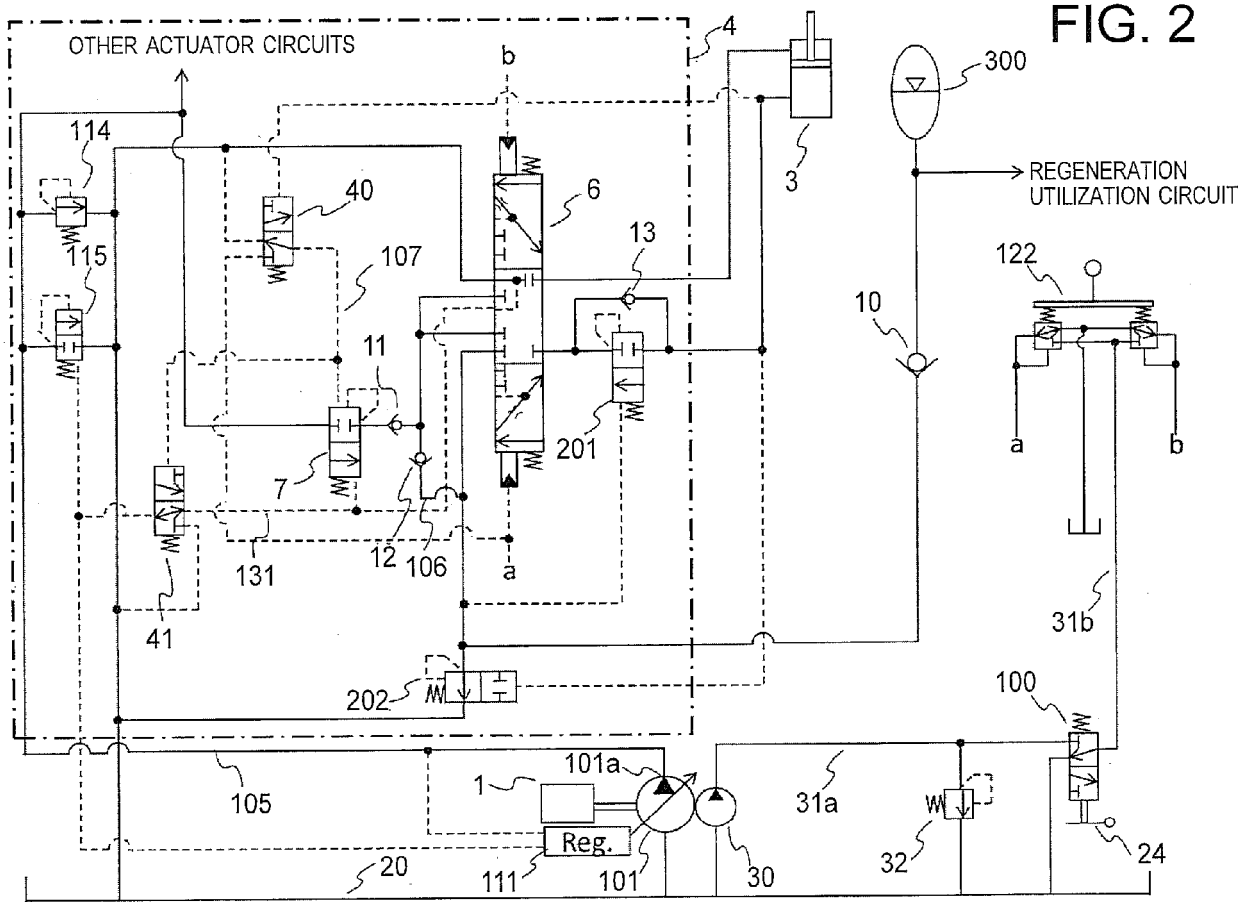 FIG. 2
OTHER ACTUATOR CIRCUITS
4
b
300
3
114
REGENERATION
UTILIZATION CIRCUIT
40
6
115
107
13
122
10
11
201
a
b
7
12
106
131
a
41
31b
202
100
105
101a
1
31a
Reg.
32
24
111
101
30
20